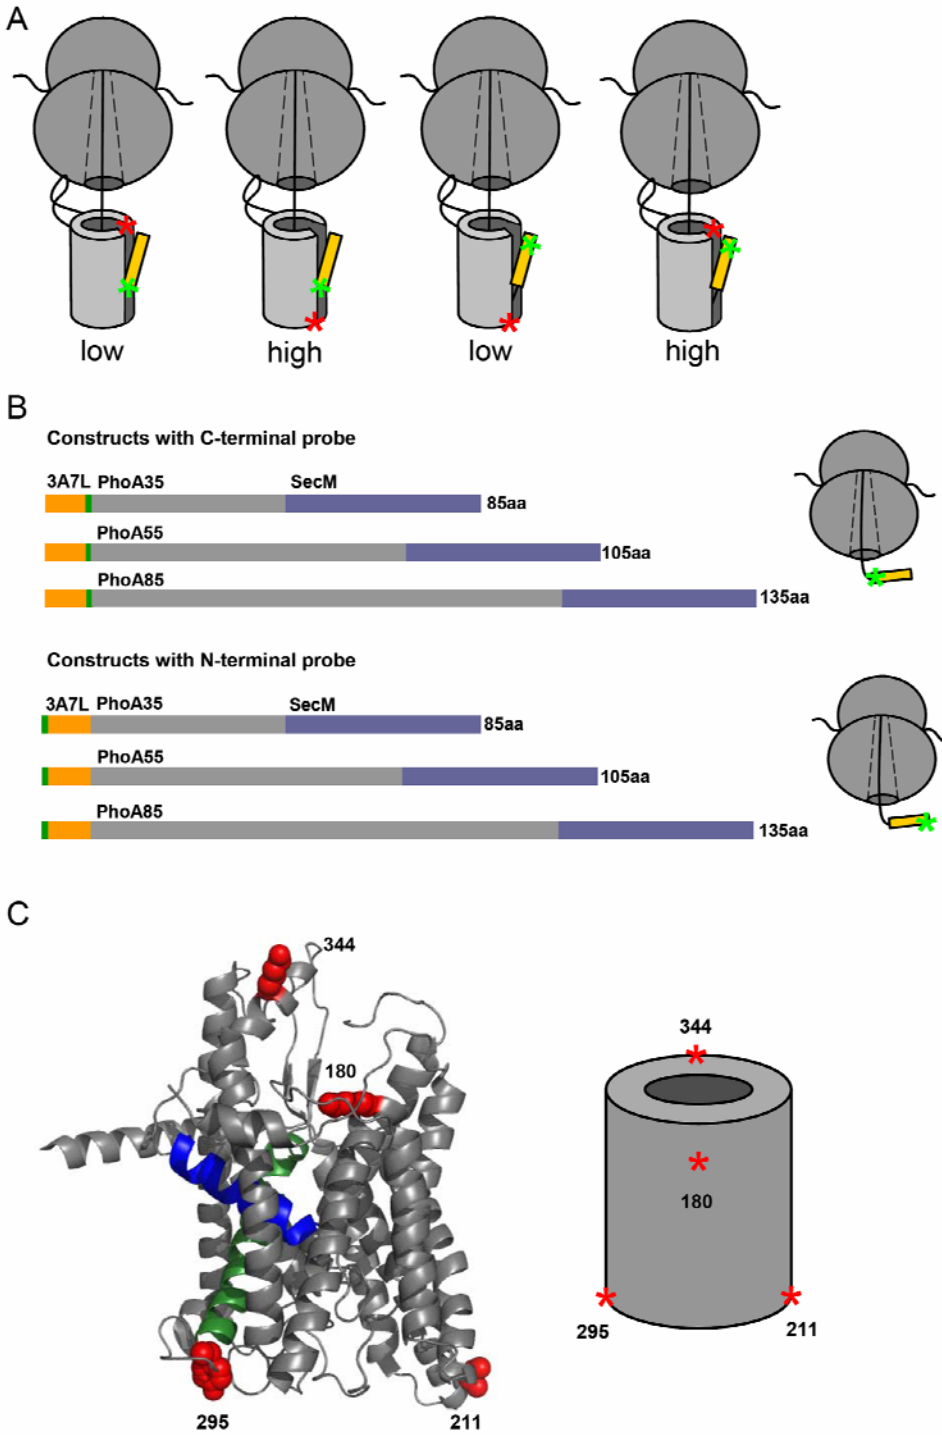 A
low high low high
B
Constructs with C-terminal probe
3A7L PhoA35 SecM
85aa
PhoA55
105aa
PhoA85
135aa
Constructs with N-terminal probe
3A7L PhoA35 SecM
85aa
PhoA55
105aa
PhoA85
135aa
C
344
180
295 211
344
180
295 211